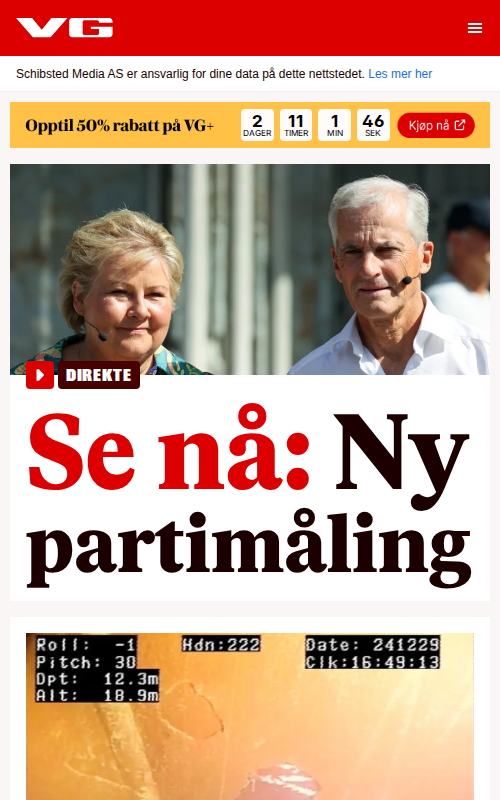 VG
Schibsted Media AS er ansvarlig for dine data på dette nettstedet. Les mer her
Opptil 50% rabatt på VG+
2 11 1 46
DAGER TIMER MIN SEK
Kjøp nå
DIREKTE
Se nå: Ny
partimåling
Roll: -1 Hdn:222 Date: 241229
Pitch: 30 Clk:16:49:13
Dpt: 12.3m
Alt: 18.9m